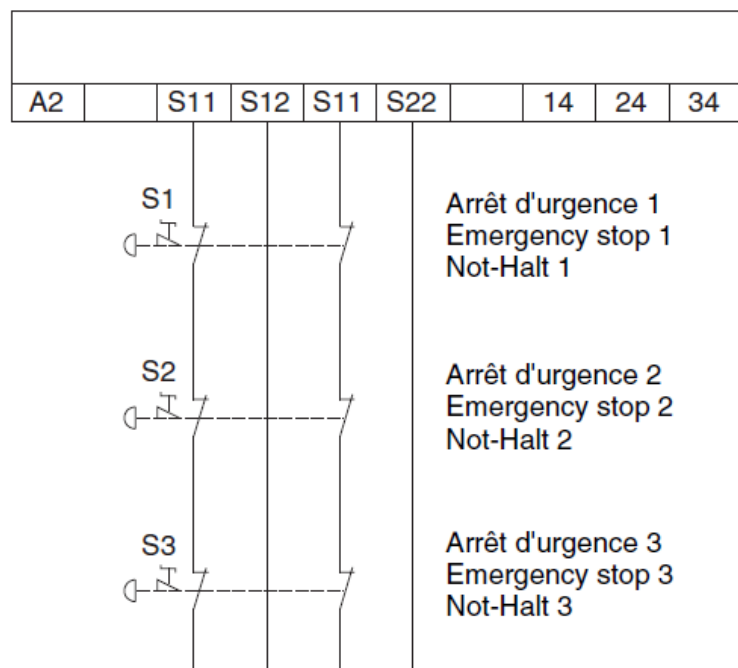 A2 S11 S12 S11 S22 14 24 34
S1
Arrêt d'urgence 1
Emergency stop 1
Not-Halt 1
S2
Arrêt d'urgence 2
Emergency stop 2
Not-Halt 2
S3
Arrêt d'urgence 3
Emergency stop 3
Not-Halt 3